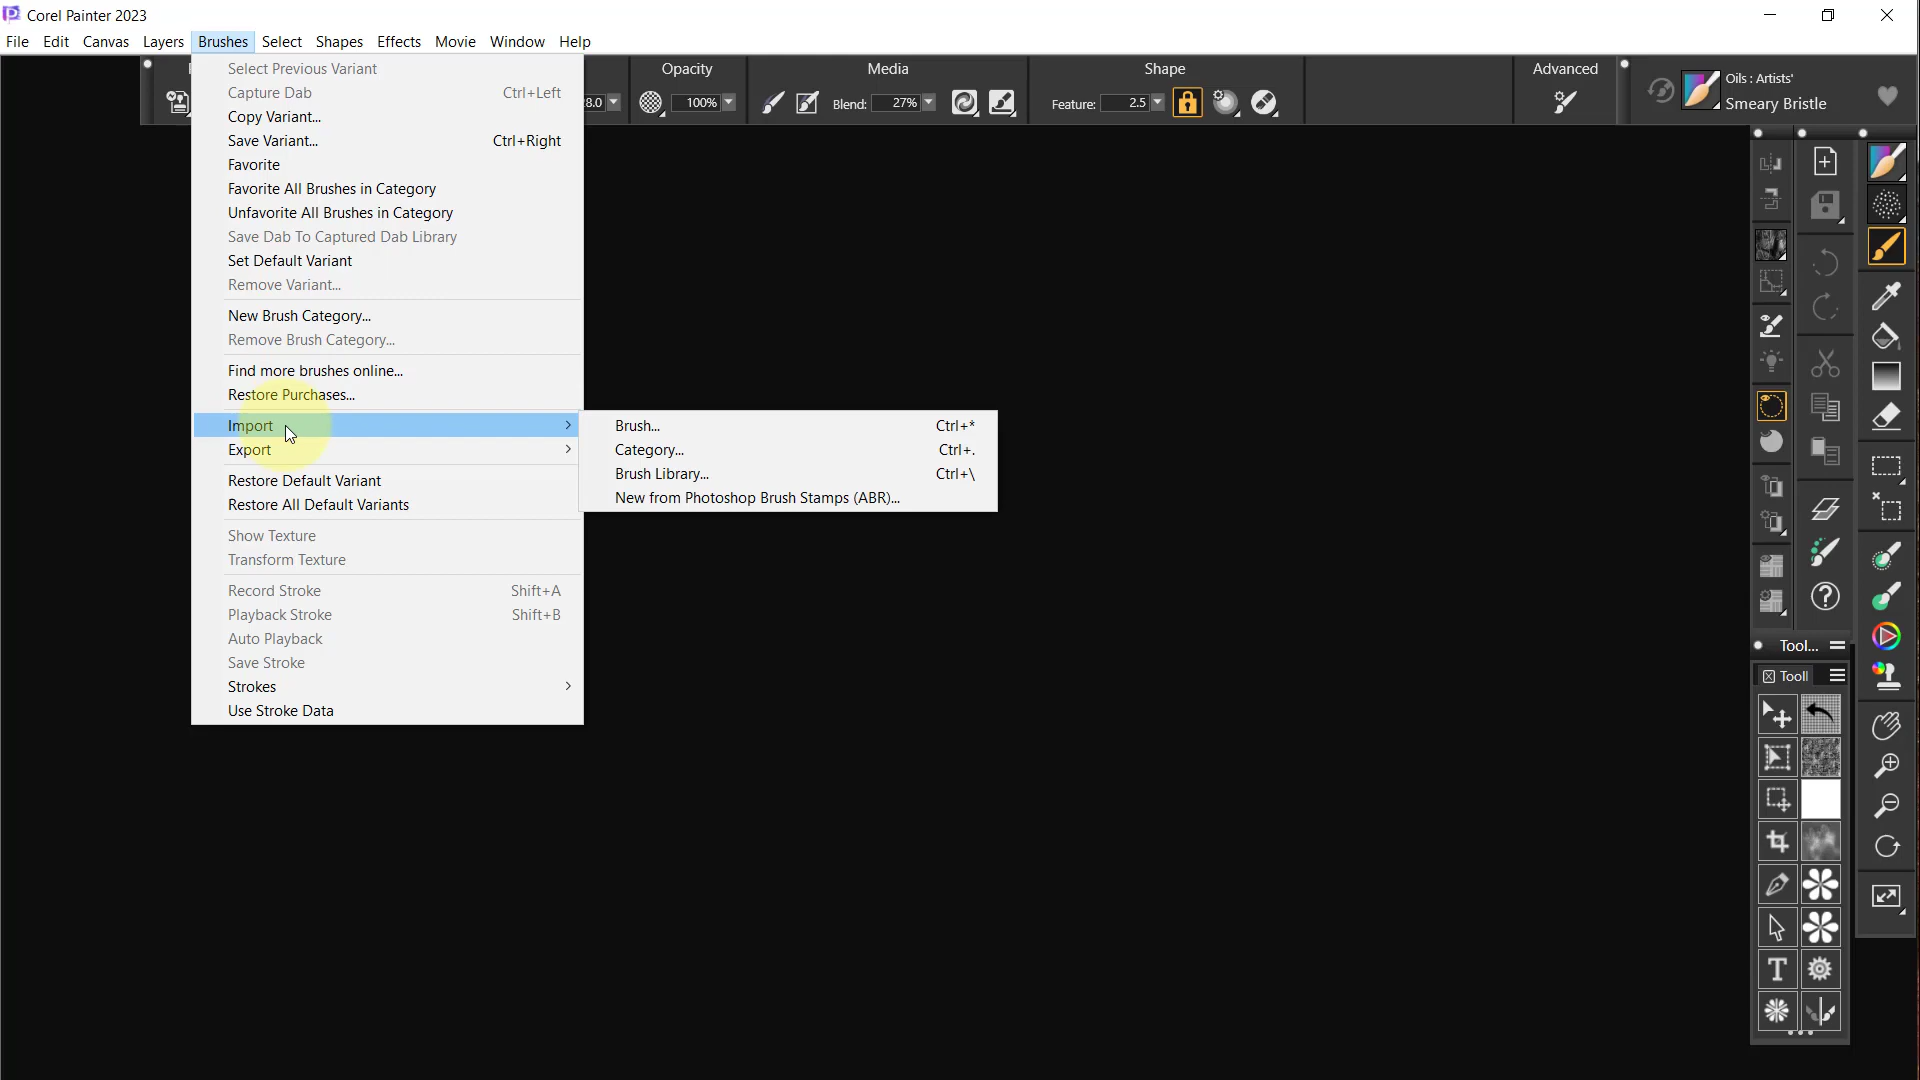 Corel Painter 2023
File Edit Canvas Layers Brushes Select Shapes Effects Movie Window Help
Opacity
Media
Shape
Advanced
8.0
100%
Blend: 27%
Feature: 2.5
Oils : Artists'
Smeary Bristle
Select Previous Variant
Capture Dab Ctrl+Left
Copy Variant...
Save Variant... Ctrl+Right
Favorite
Favorite All Brushes in Category
Unfavorite All Brushes in Category
Save Dab To Captured Dab Library
Set Default Variant
Remove Variant...
New Brush Category...
Remove Brush Category...
Find more brushes online...
Restore Purchases...
Import
Export
Restore Default Variant
Restore All Default Variants
Show Texture
Transform Texture
Record Stroke Shift+A
Playback Stroke Shift+B
Auto Playback
Save Stroke
Strokes
Use Stroke Data
Brush... Ctrl+*
Category... Ctrl+.
Brush Library... Ctrl+\
New from Photoshop Brush Stamps (ABR)...
Tool...
Tooll